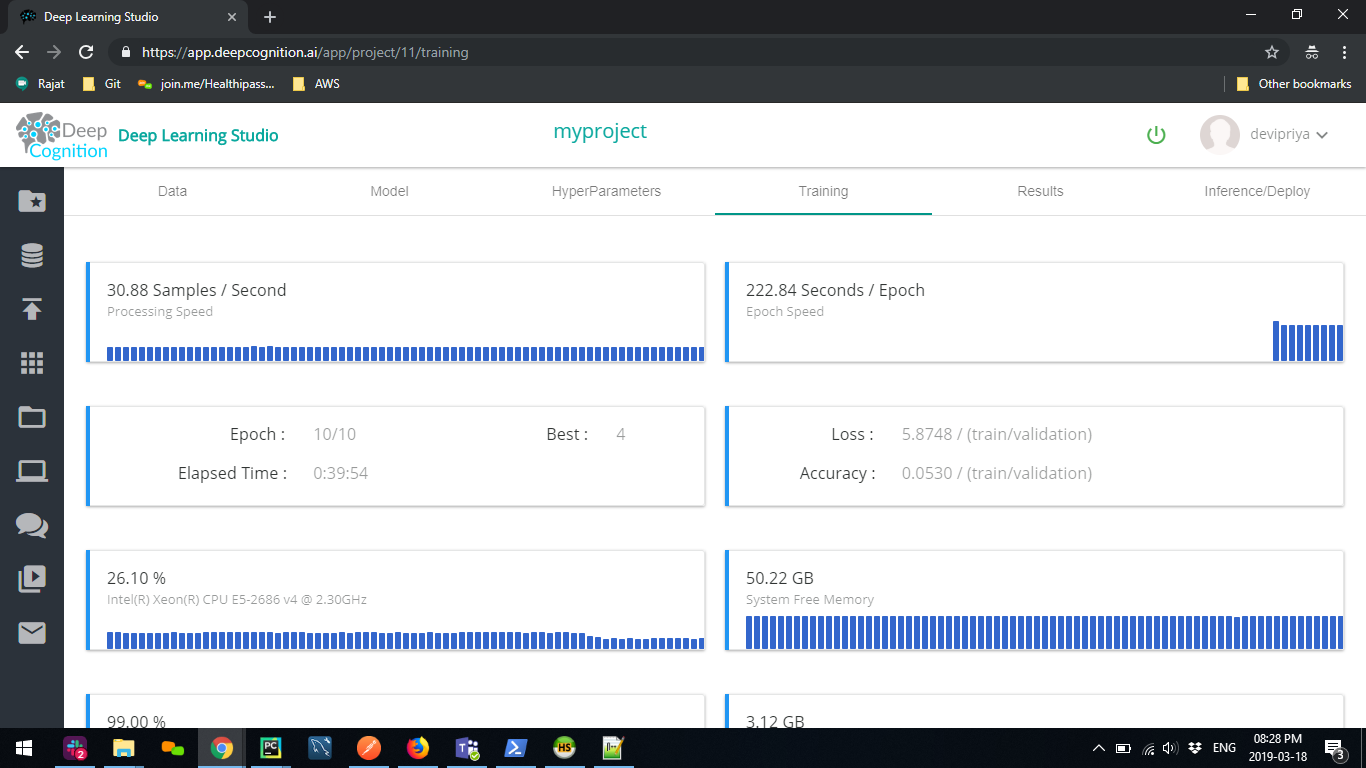 Deep Learning Studio
https://app.deepcognition.ai/app/project/11/training
Rajat Git join.me/Healthipass... AWS Other bookmarks
Deep Cognition
Deep Learning Studio
myproject
devipriya
Data Model HyperParameters Training Results Inference/Deploy
30.88 Samples / Second
Processing Speed
222.84 Seconds / Epoch
Epoch Speed
Epoch : 10/10 Best : 4
Elapsed Time : 0:39:54
Loss : 5.8748 / (train/validation)
Accuracy : 0.0530 / (train/validation)
26.10 %
Intel(R) Xeon(R) CPU E5-2686 v4 @ 2.30GHz
50.22 GB
System Free Memory
99.00 %
3.12 GB
2
PC
HS
ENG
08:28 PM
2019-03-18
3